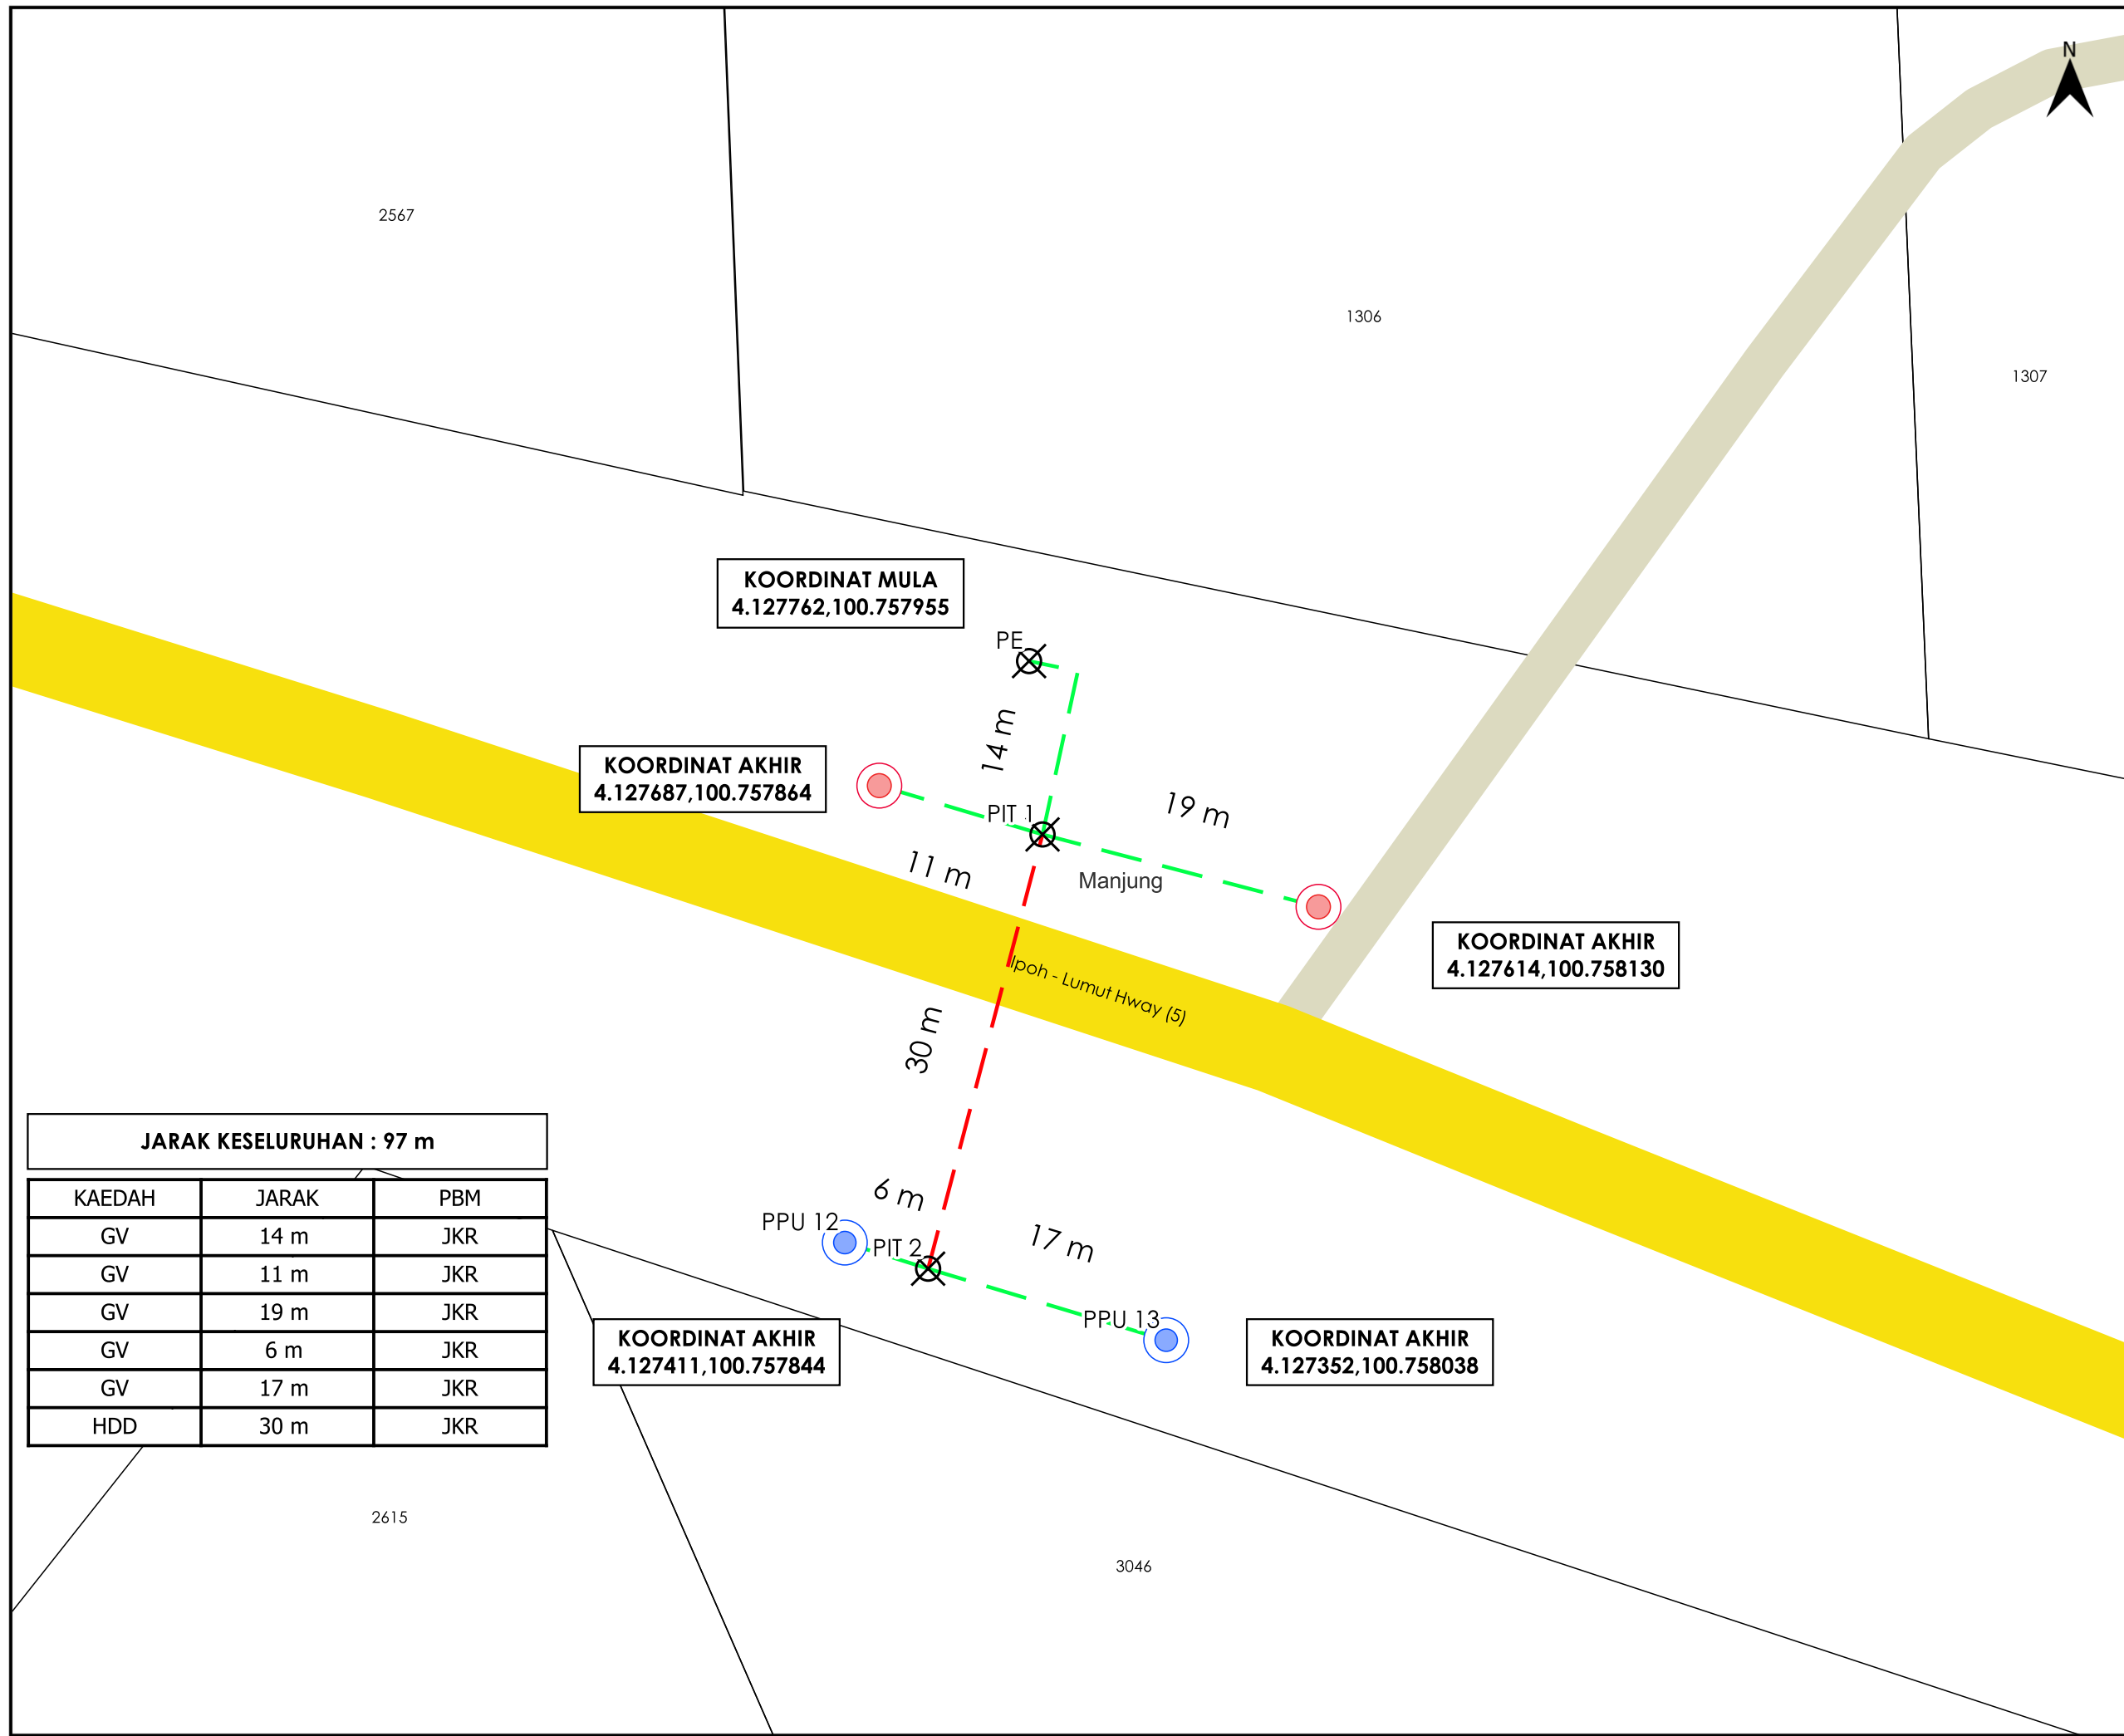 N
2567
1306
1307
KOORDINAT MULA
4.127762,100.757955
PE
14 m
KOORDINAT AKHIR
4.127687,100.757864
PIT 1
19 m
11 m
Manjung
KOORDINAT AKHIR
4.127614,100.758130
Ipoh - Lumut Hway (5)
30 m
JARAK KESELURUHAN : 97 m
KAEDAH JARAK PBM
GV 14 m JKR
GV 11 m JKR
GV 19 m JKR
GV 6 m JKR
GV 17 m JKR
HDD 30 m JKR
6 m
PPU 12
PIT 2
17 m
PPU 13
KOORDINAT AKHIR
4.127411,100.757844
KOORDINAT AKHIR
4.127352,100.758038
2615
3046